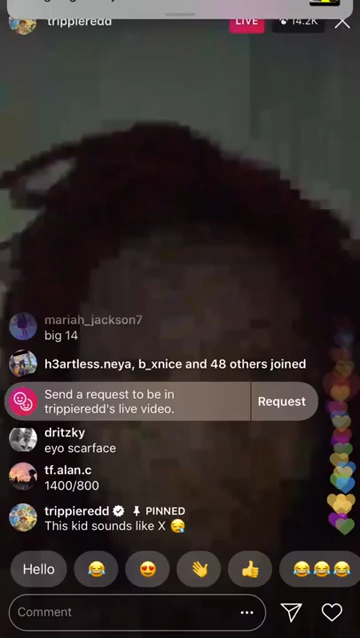 trippieredd LIVE 14.2K
mariah_jackson7
big 14
h3artless.neya, b_xnice and 48 others joined
Send a request to be in
trippieredd's live video.
Request
dritzky
eyo scarface
tf.alan.c
1400/800
trippieredd PINNED
This kid sounds like X 😪
Hello 😂 😍 👋 👍 😂😂😂
Comment